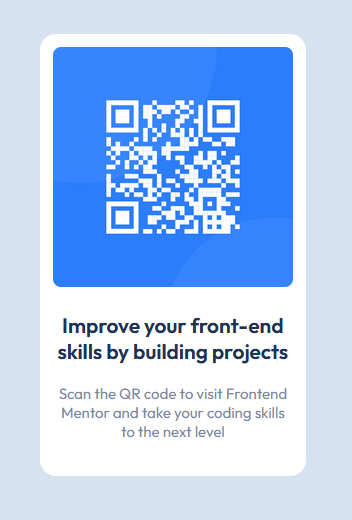 Improve your front-end
skills by building projects
Scan the QR code to visit Frontend
Mentor and take your coding skills
to the next level